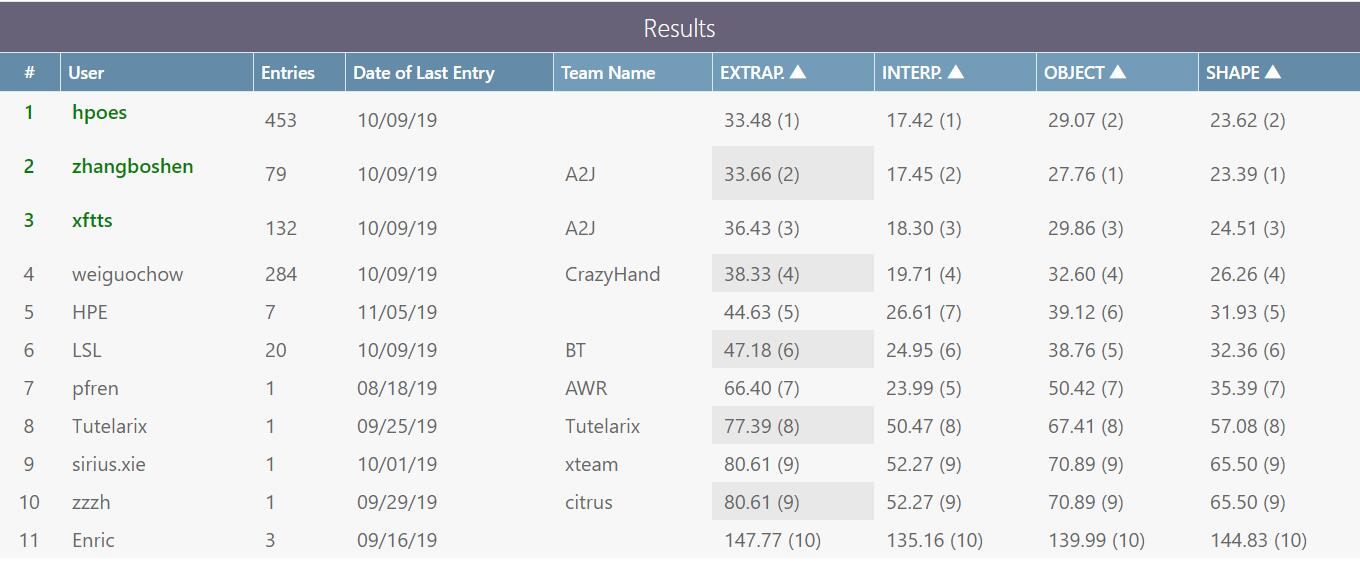 Results
# User Entries Date of Last Entry Team Name EXTRAP. ▲ INTERP. ▲ OBJECT ▲ SHAPE ▲
1 hpoes 453 10/09/19 33.48 (1) 17.42 (1) 29.07 (2) 23.62 (2)
2 zhangboshen 79 10/09/19 A2J 33.66 (2) 17.45 (2) 27.76 (1) 23.39 (1)
3 xftts 132 10/09/19 A2J 36.43 (3) 18.30 (3) 29.86 (3) 24.51 (3)
4 weiguochow 284 10/09/19 CrazyHand 38.33 (4) 19.71 (4) 32.60 (4) 26.26 (4)
5 HPE 7 11/05/19 44.63 (5) 26.61 (7) 39.12 (6) 31.93 (5)
6 LSL 20 10/09/19 BT 47.18 (6) 24.95 (6) 38.76 (5) 32.36 (6)
7 pfren 1 08/18/19 AWR 66.40 (7) 23.99 (5) 50.42 (7) 35.39 (7)
8 Tutelarix 1 09/25/19 Tutelarix 77.39 (8) 50.47 (8) 67.41 (8) 57.08 (8)
9 sirius.xie 1 10/01/19 xteam 80.61 (9) 52.27 (9) 70.89 (9) 65.50 (9)
10 zzzh 1 09/29/19 citrus 80.61 (9) 52.27 (9) 70.89 (9) 65.50 (9)
11 Enric 3 09/16/19 147.77 (10) 135.16 (10) 139.99 (10) 144.83 (10)